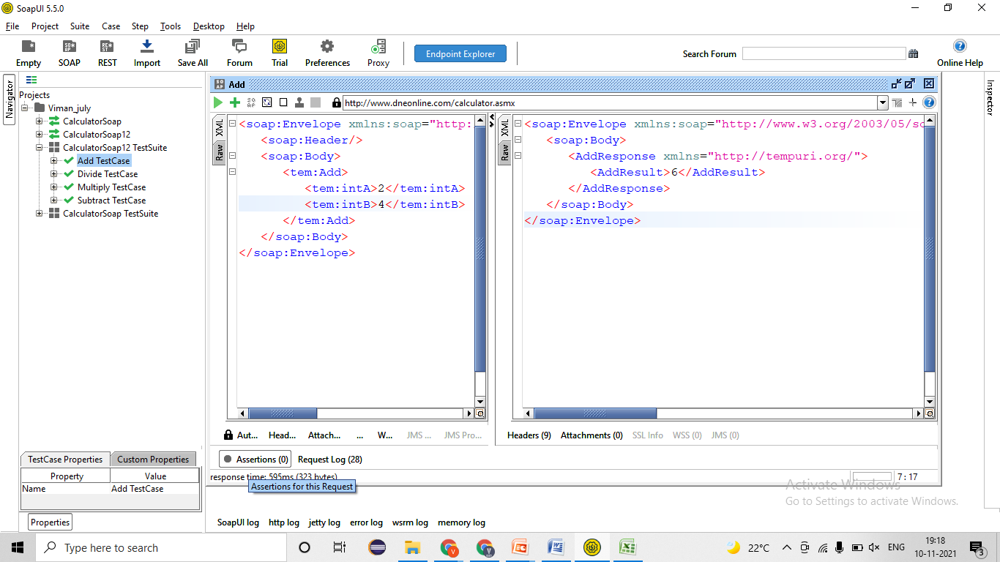 SoapUI 5.5.0
File Project Suite Case Step Tools Desktop Help
Empty SOAP REST Import Save All Forum Trial Preferences Proxy Endpoint Explorer Search Forum Online Help
Navigator
Projects
Viman_july
CalculatorSoap
CalculatorSoap12
CalculatorSoap12 TestSuite
Add TestCase
Divide TestCase
Multiply TestCase
Subtract TestCase
CalculatorSoap TestSuite
TestCase Properties Custom Properties
Property Value
Name Add TestCase
Properties
Add
http://www.dneonline.com/calculator.asmx
XML
Raw
<soap:Envelope xmlns:soap="http:
<soap:Header/>
<soap:Body>
<tem:Add>
<tem:intA>2</tem:intA>
<tem:intB>4</tem:intB>
</tem:Add>
</soap:Body>
</soap:Envelope>
XML
Raw
<soap:Envelope xmlns:soap="http://www.w3.org/2003/05/so
<soap:Body>
<AddResponse xmlns="http://tempuri.org/">
<AddResult>6</AddResult>
</AddResponse>
</soap:Body>
</soap:Envelope>
Aut... Head... Attach... ... W... JMS ... JMS Pro...
Headers (9) Attachments (0) SSL Info WSS (0) JMS (0)
Assertions (0) Request Log (28)
response time: 595ms (323 bytes) 7 : 17
Assertions for this Request
Inspector
Activate Windows
Go to Settings to activate Windows.
SoapUI log http log jetty log error log wsrm log memory log
Type here to search
22°C ENG 19:18
10-11-2021 3